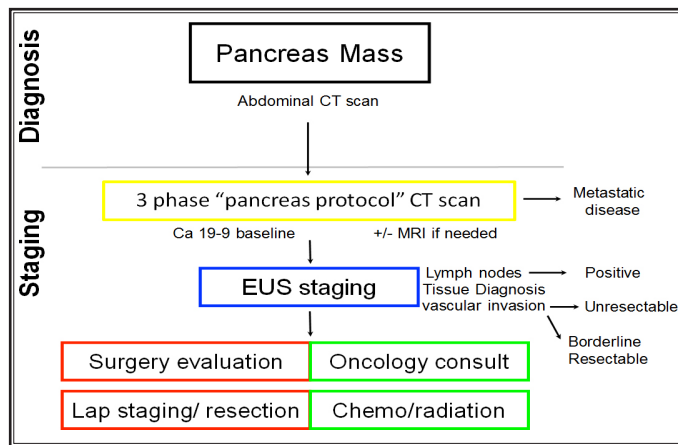 Diagnosis
Pancreas Mass
Abdominal CT scan
Staging
3 phase “pancreas protocol” CT scan
Metastatic
disease
Ca 19-9 baseline
+/- MRI if needed
EUS staging
Lymph nodes
Tissue Diagnosis
vascular invasion
Positive
Unresectable
Borderline
Resectable
Surgery evaluation
Oncology consult
Lap staging/ resection
Chemo/radiation